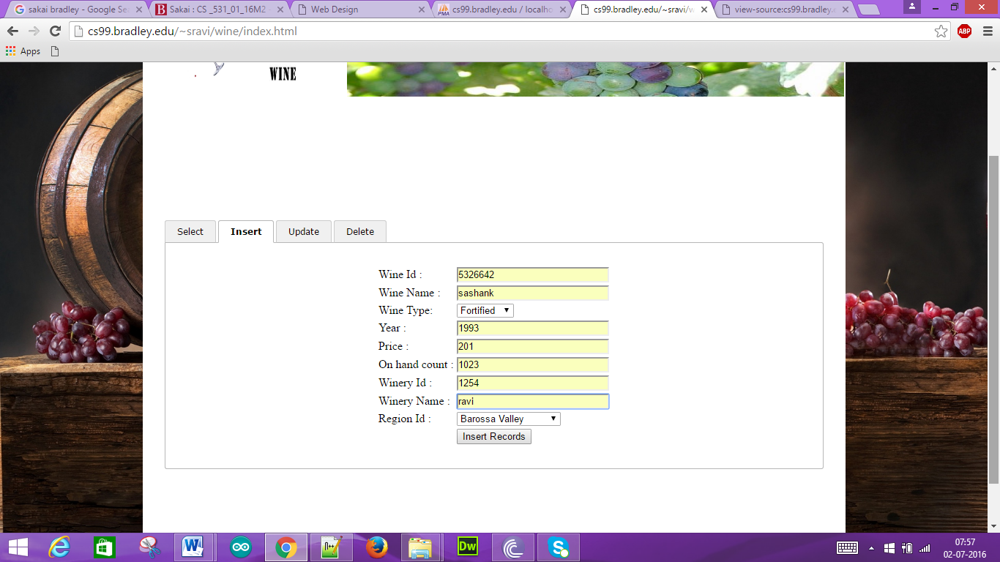 sakai bradley - Google Se
Sakai : CS _531_01_16M2
Web Design
cs99.bradley.edu / localho
cs99.bradley.edu/~sravi/w
view-source:cs99.bradley.
cs99.bradley.edu/~sravi/wine/index.html
ABP
Apps
WINE
Select Insert Update Delete
Wine Id : 5326642
Wine Name : sashank
Wine Type: Fortified
Year : 1993
Price : 201
On hand count : 1023
Winery Id : 1254
Winery Name : ravi
Region Id : Barossa Valley
Insert Records
07:57
02-07-2016